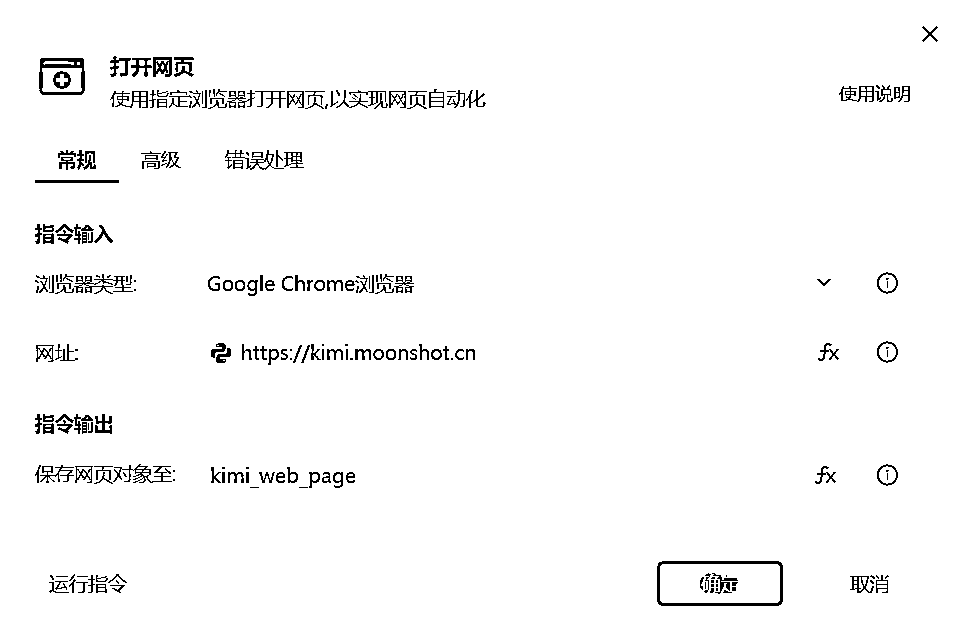 打开网页
使用指定浏览器打开网页,以实现网页自动化
使用说明
常规 高级 错误处理
指令输入
浏览器类型: Google Chrome浏览器
网址: https://kimi.moonshot.cn fx
指令输出
保存网页对象至: kimi_web_page fx
运行指令 确定 取消